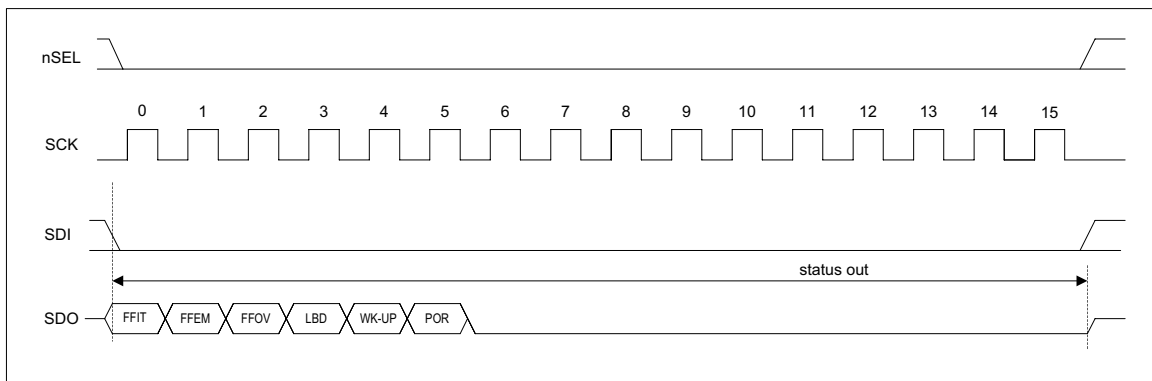 nSEL
0 1 2 3 4 5 6 7 8 9 10 11 12 13 14 15
SCK
SDI
status out
SDO FFIT FFEM FFOV LBD WK-UP POR